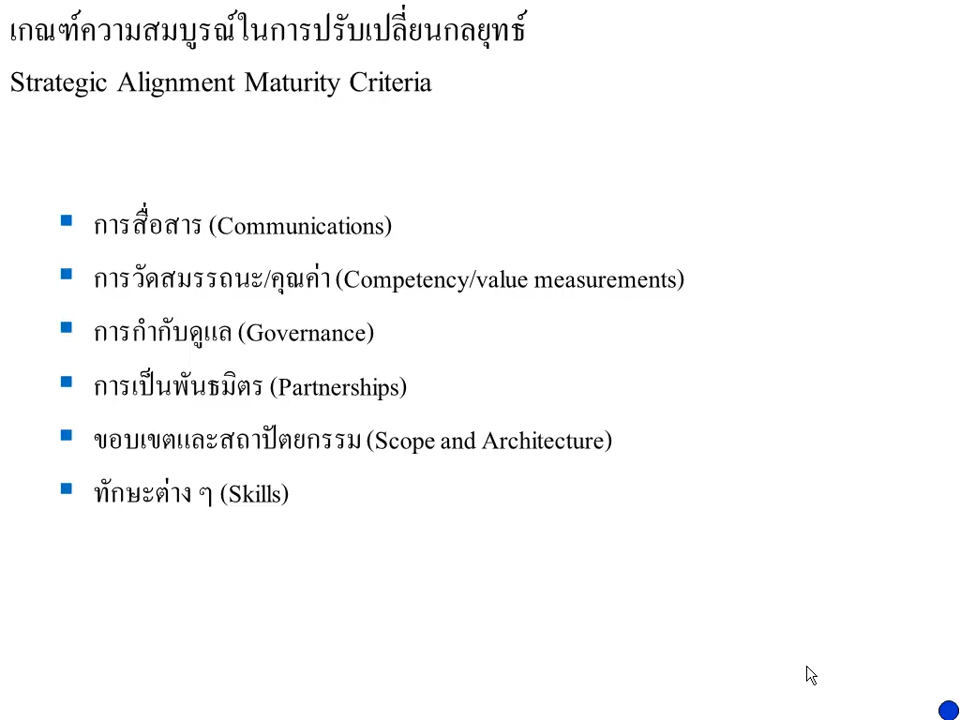 เกณฑ์ความสมบูรณ์ในการปรับเปลี่ยนกลยุทธ์
Strategic Alignment Maturity Criteria
การสื่อสาร (Communications)
การวัดสมรรถนะ/คุณค่า (Competency/value measurements)
การกำกับดูแล (Governance)
การเป็นพันธมิตร (Partnerships)
ขอบเขตและสถาปัตยกรรม (Scope and Architecture)
ทักษะต่าง ๆ (Skills)